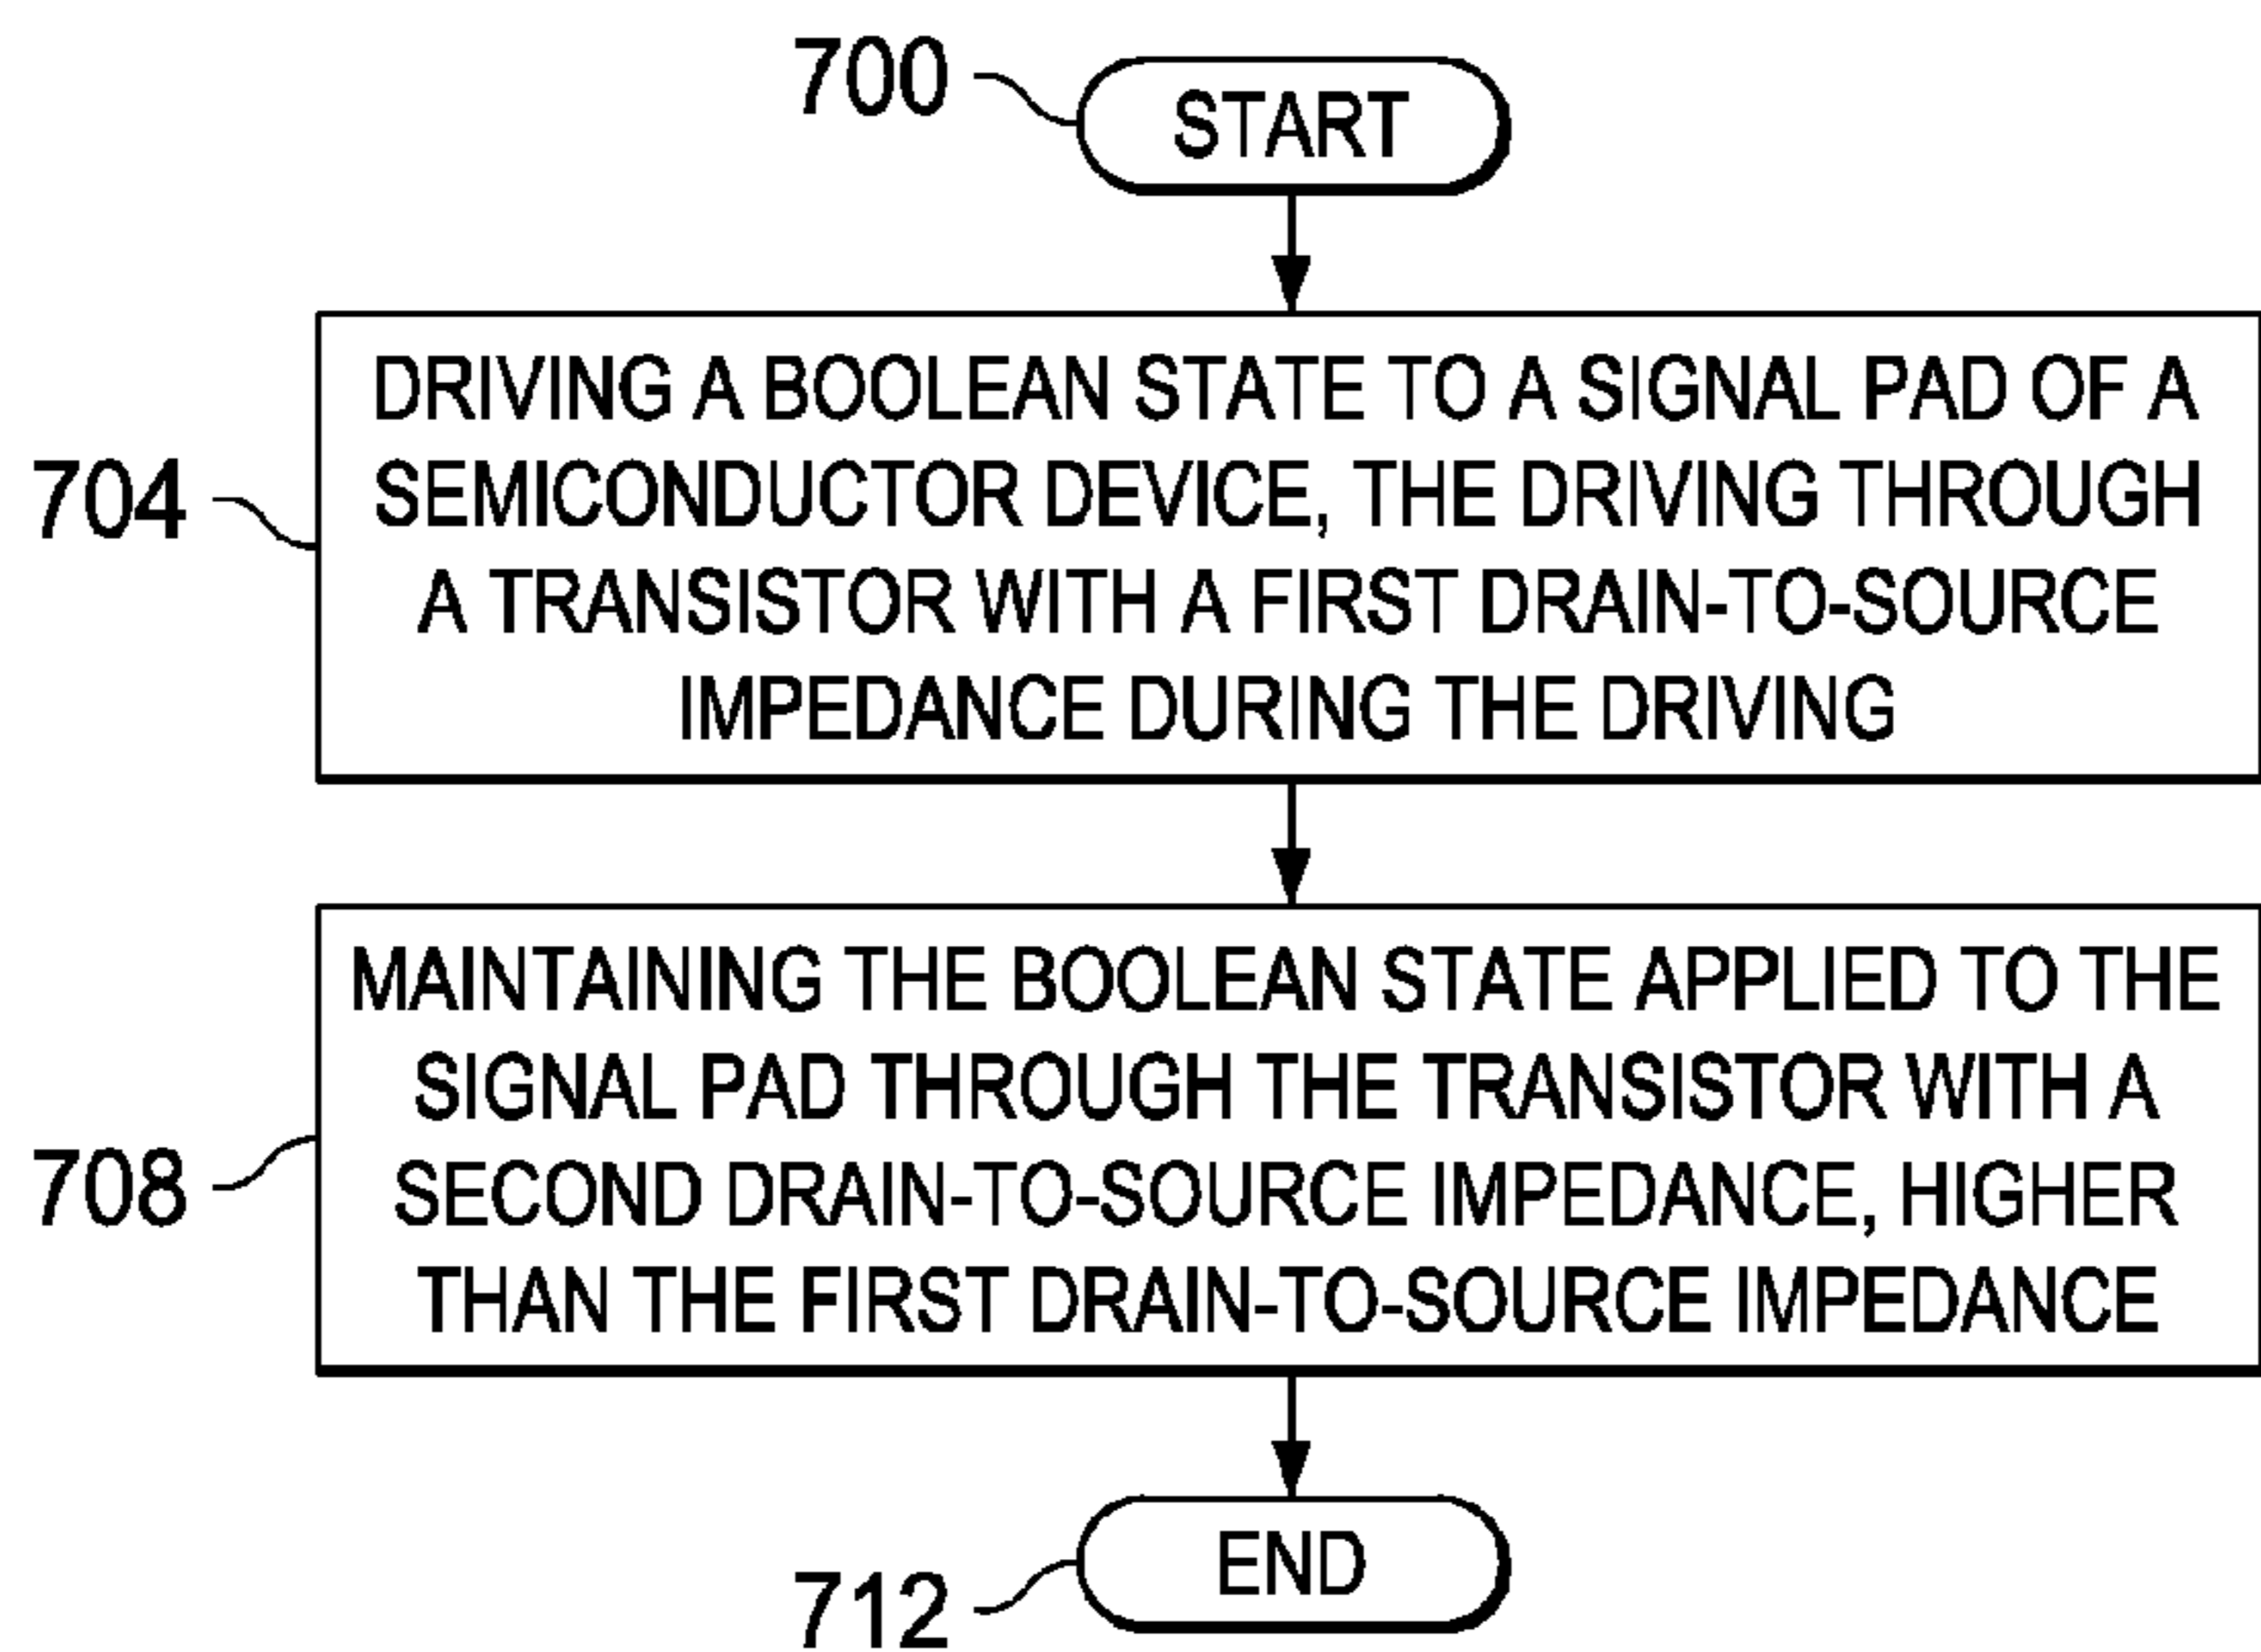 700
START
704
DRIVING A BOOLEAN STATE TO A SIGNAL PAD OF A
SEMICONDUCTOR DEVICE, THE DRIVING THROUGH
A TRANSISTOR WITH A FIRST DRAIN-TO-SOURCE
IMPEDANCE DURING THE DRIVING
708
MAINTAINING THE BOOLEAN STATE APPLIED TO THE
SIGNAL PAD THROUGH THE TRANSISTOR WITH A
SECOND DRAIN-TO-SOURCE IMPEDANCE, HIGHER
THAN THE FIRST DRAIN-TO-SOURCE IMPEDANCE
712
END